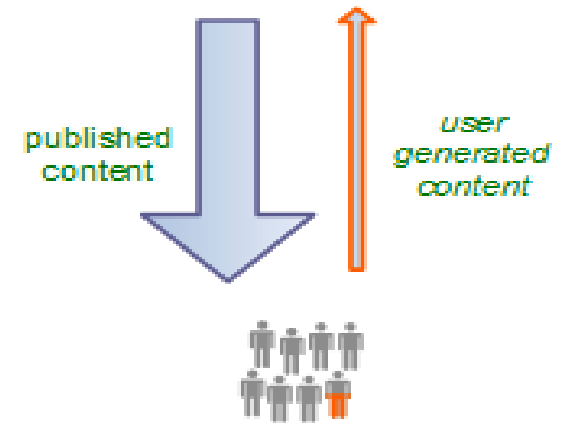 published
content
user
generated
content